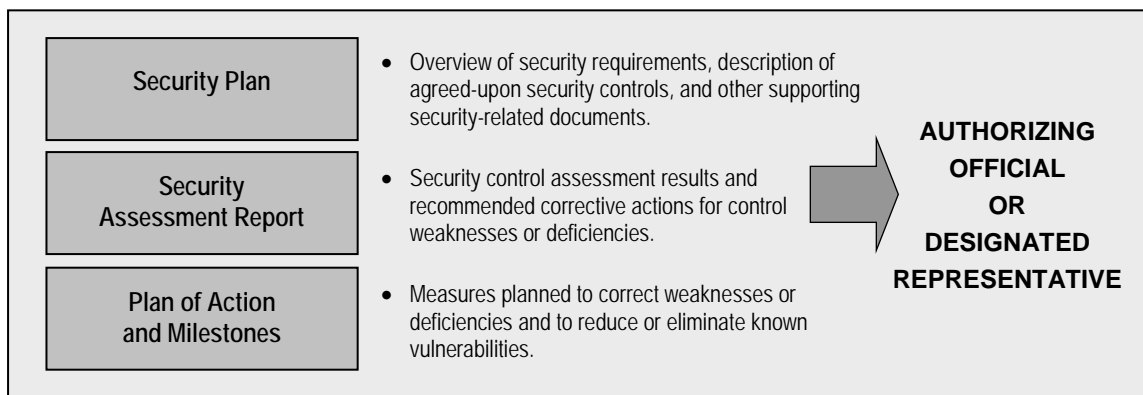 Security Plan
• Overview of security requirements, description of
agreed-upon security controls, and other supporting
security-related documents.
Security
Assessment Report
• Security control assessment results and
recommended corrective actions for control
weaknesses or deficiencies.
Plan of Action
and Milestones
• Measures planned to correct weaknesses or
deficiencies and to reduce or eliminate known
vulnerabilities.
AUTHORIZING
OFFICIAL
OR
DESIGNATED
REPRESENTATIVE